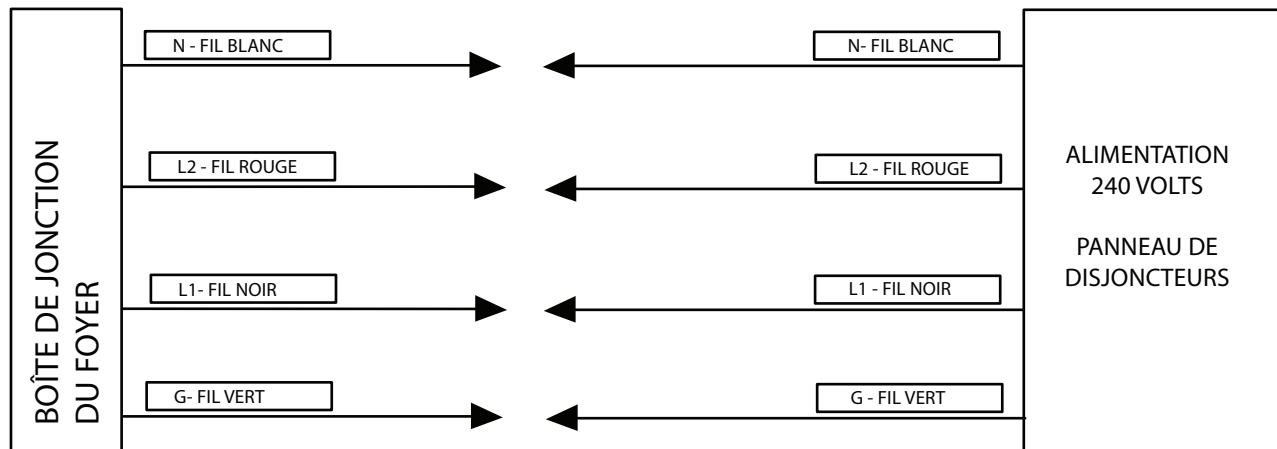 BOÎTE DE JONCTION
DU FOYER
N - FIL BLANC
L2 - FIL ROUGE
L1- FIL NOIR
G- FIL VERT
N- FIL BLANC
L2 - FIL ROUGE
L1 - FIL NOIR
G - FIL VERT
ALIMENTATION
240 VOLTS
PANNEAU DE
DISJONCTEURS